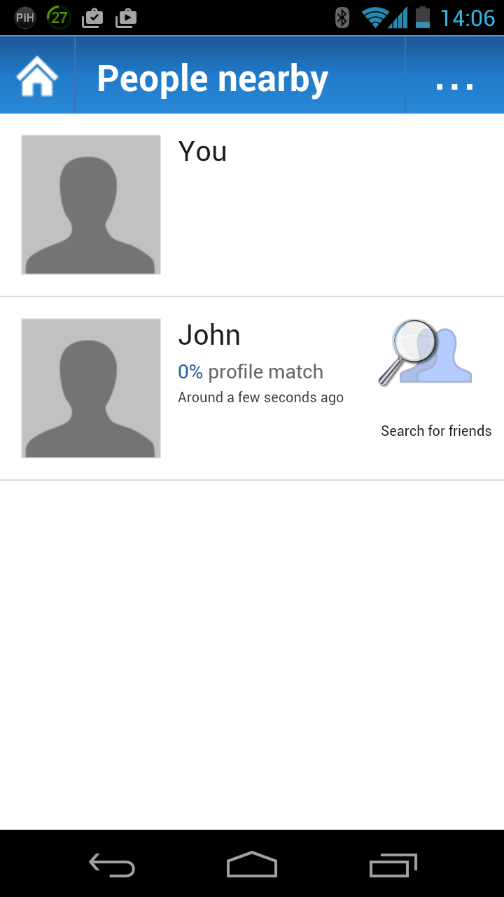 PIH 27 14:06
People nearby ...
You
John
0% profile match
Around a few seconds ago
Search for friends